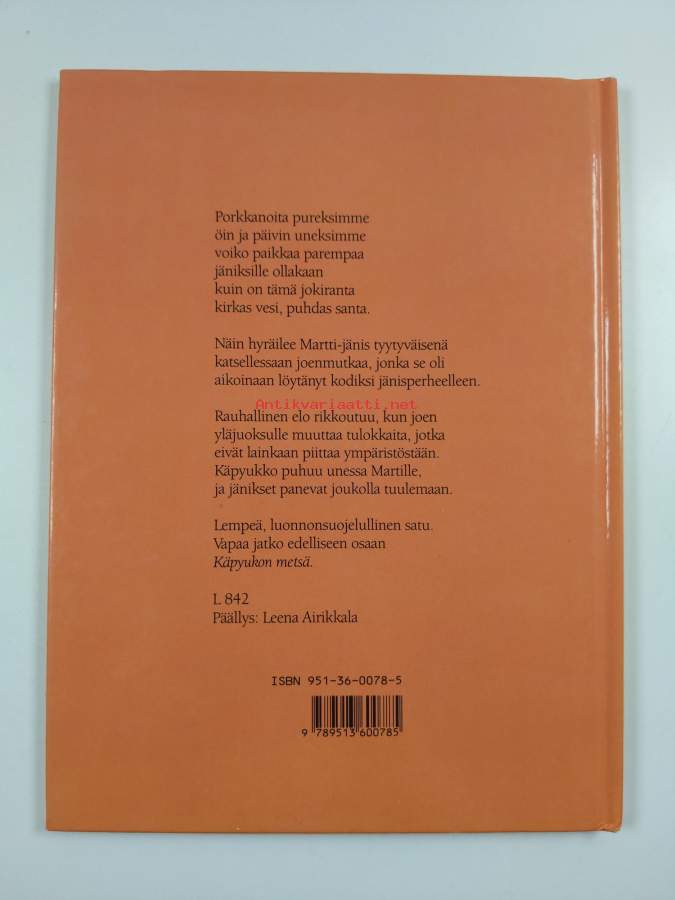 Porkkanoita pureksimme
öin ja päivin uneksimme
voiko paikkaa parempaa
jäniksille ollakaan
kuin on tämä jokiranta
kirkas vesi, puhdas santa.
Näin hyräilee Martti-jänis tyytyväisenä
katsellessaan joenmutkaa, jonka se oli
aikoinaan löytänyt kodiksi jänisperheelleen.
Antikvariaatti.net
Rauhallinen elo rikkoutuu, kun joen
yläjuoksulle muuttaa tulokkaita, jotka
eivät lainkaan piittaa ympäristöstään.
Käpyukko puhuu unessa Martille,
ja jänikset panevat joukolla tuulemaan.
Lempeä, luonnonsuojelullinen satu.
Vapaa jatko edelliseen osaan
Käpyukon metsä.
L 842
Päällys: Leena Airikkala
ISBN 951-36-0078-5
9 789513 600785